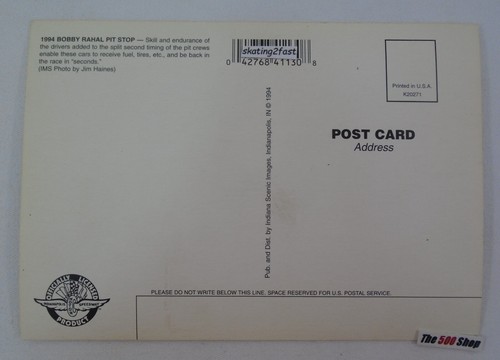 1994 BOBBY RAHAL PIT STOP — Skill and endurance of
the drivers added to the split second timing of the pit crews
enable these cars to receive fuel, tires, etc., and be back in
the race in "seconds."
(IMS Photo by Jim Haines)
skating2fast
0 42768 41130 8
Printed in U.S.A.
K20271
POST CARD
Address
Pub. and Dist. by Indiana Scenic Images, Indianapolis, IN © 1994
OFFICIALLY LICENSED
INDIANAPOLIS SPEEDWAY
PRODUCT
PLEASE DO NOT WRITE BELOW THIS LINE. SPACE RESERVED FOR U.S. POSTAL SERVICE.
The 500 Shop